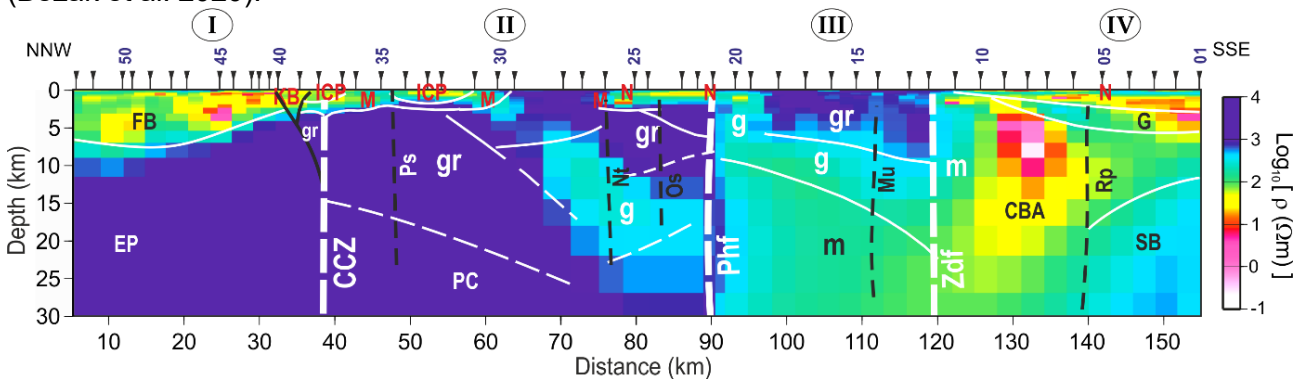 (Bezák et al. 2020).
I II III IV
NNW 50 45 40 35 30 25 20 15 10 05 01 SSE
KB ICP M ICP M M N N N
FB gr Ps gr gr g gr G
g m Mu Rp
Nt Os g CBA
EP CCZ PC Phf m Zdf SB
0
5
10
15
20
25
30
Depth (km)
10 20 30 40 50 60 70 80 90 100 110 120 130 140 150
Distance (km)
4
3
2
1
0
-1
Log₁₀[ ρ (Ωm) ]